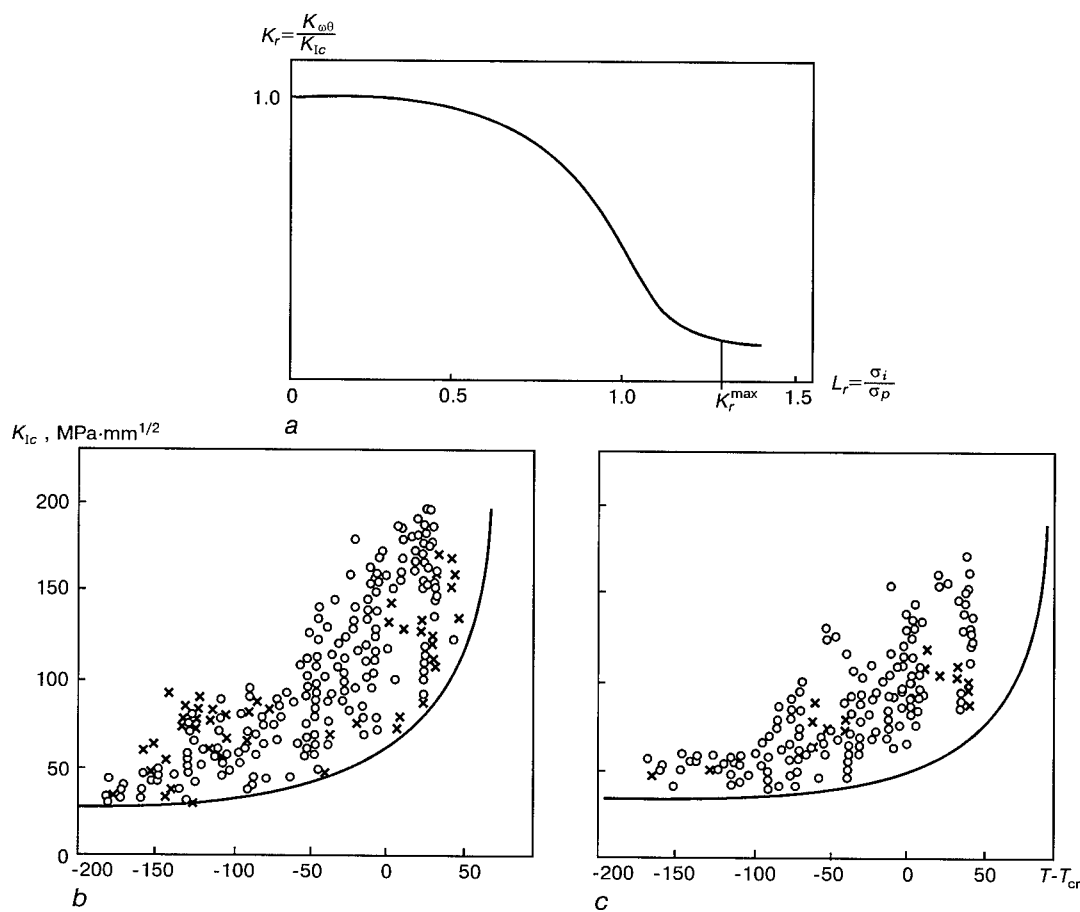 K_r = K_ωθ / K_Ic
1.0
0 0.5 1.0 1.5
K_r^max
L_r = σ_i / σ_p
a
K_Ic , MPa·mm^1/2
200
150
100
50
0
-200 -150 -100 -50 0 50
b
-200 -150 -100 -50 0 50 T-T_cr
c